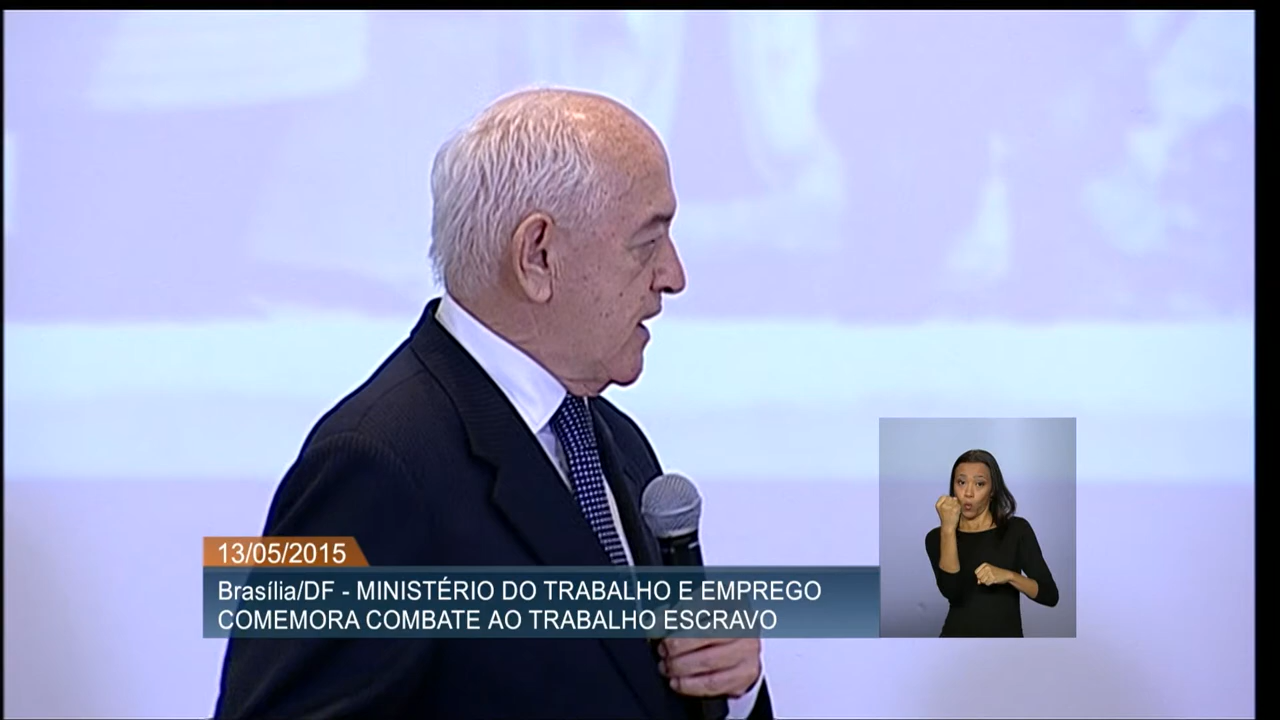 13/05/2015
Brasília/DF - MINISTÉRIO DO TRABALHO E EMPREGO
COMEMORA COMBATE AO TRABALHO ESCRAVO